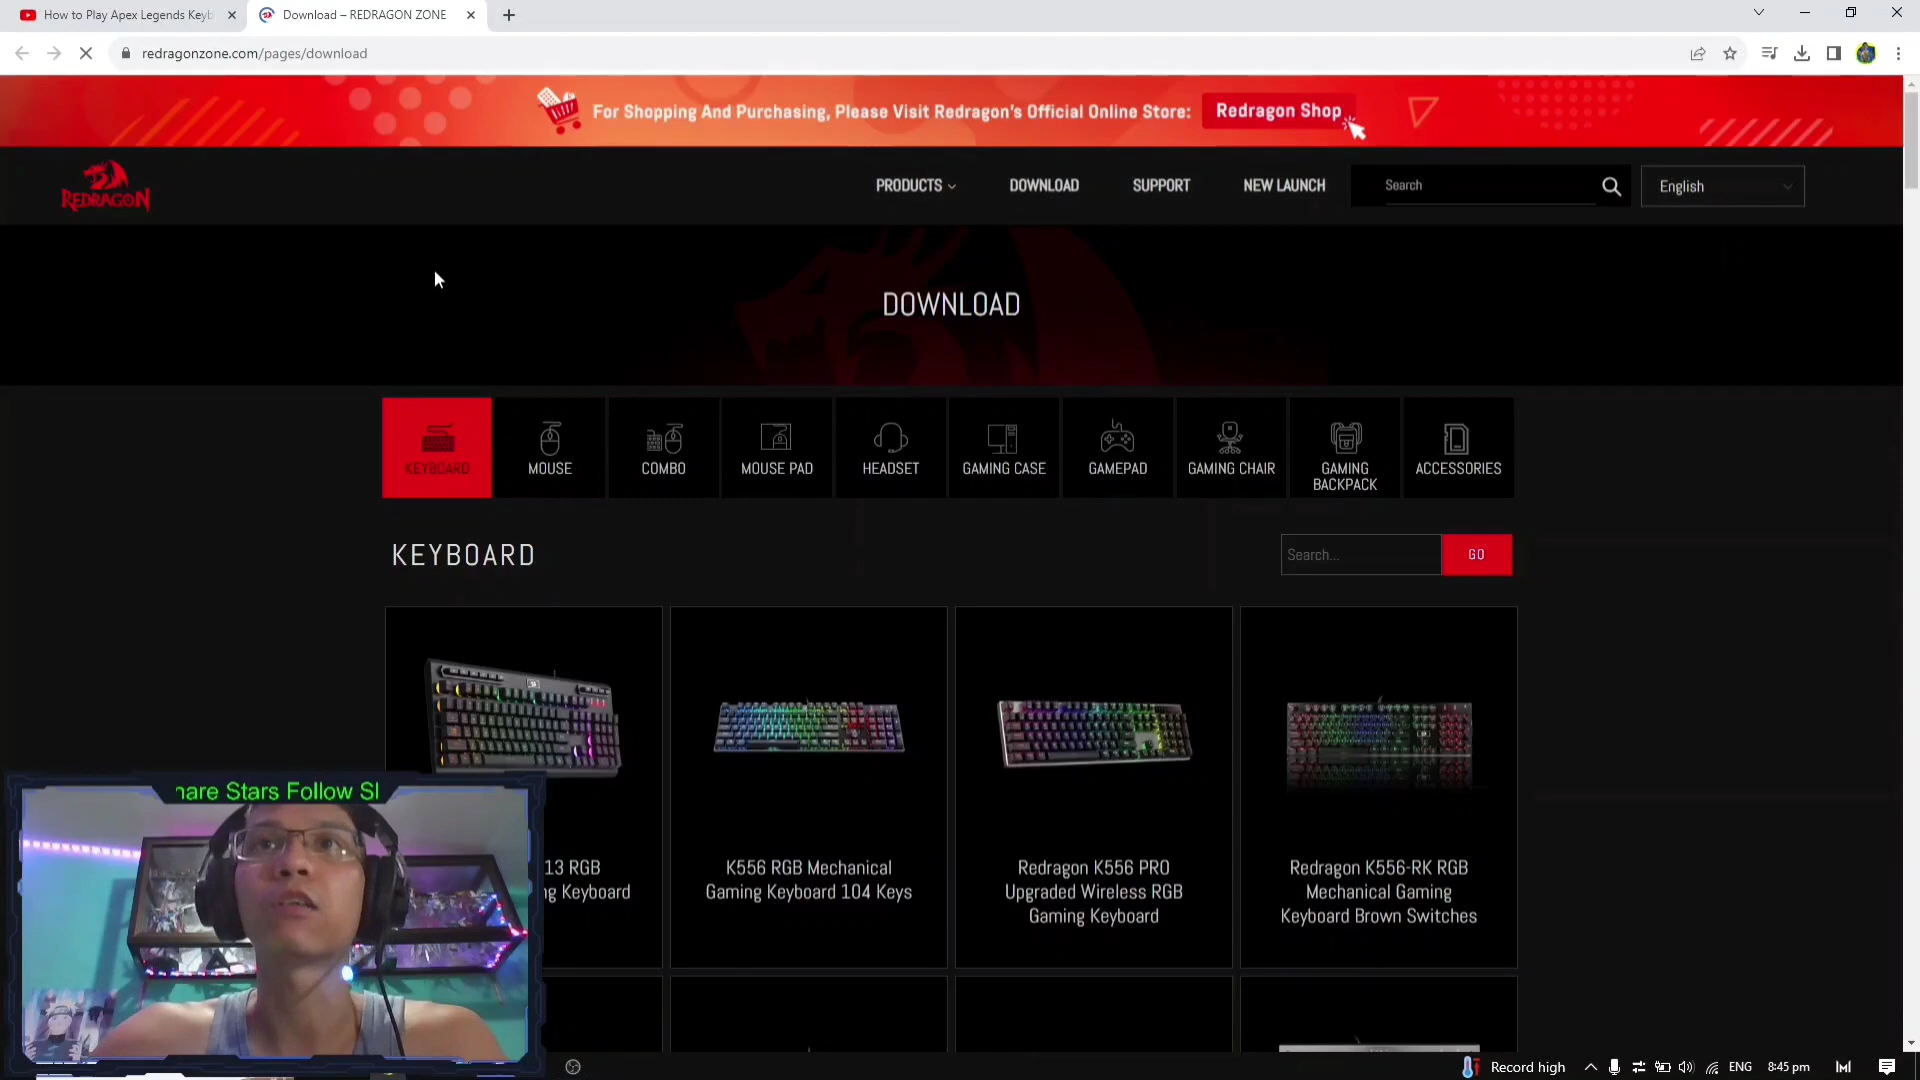 How to Play Apex Legends Keyb
Download – REDRAGON ZONE
redragonzone.com/pages/download
For Shopping And Purchasing, Please Visit Redragon's Official Online Store:
Redragon Shop
REDRAGON
PRODUCTS
DOWNLOAD
SUPPORT
NEW LAUNCH
Search
English
DOWNLOAD
KEYBOARD
MOUSE
COMBO
MOUSE PAD
HEADSET
GAMING CASE
GAMEPAD
GAMING CHAIR
GAMING
BACKPACK
ACCESSORIES
KEYBOARD
Search...
GO
13 RGB
ng Keyboard
K556 RGB Mechanical
Gaming Keyboard 104 Keys
Redragon K556 PRO
Upgraded Wireless RGB
Gaming Keyboard
Redragon K556-RK RGB
Mechanical Gaming
Keyboard Brown Switches
hare Stars Follow Sl
Record high
ENG
8:45 pm